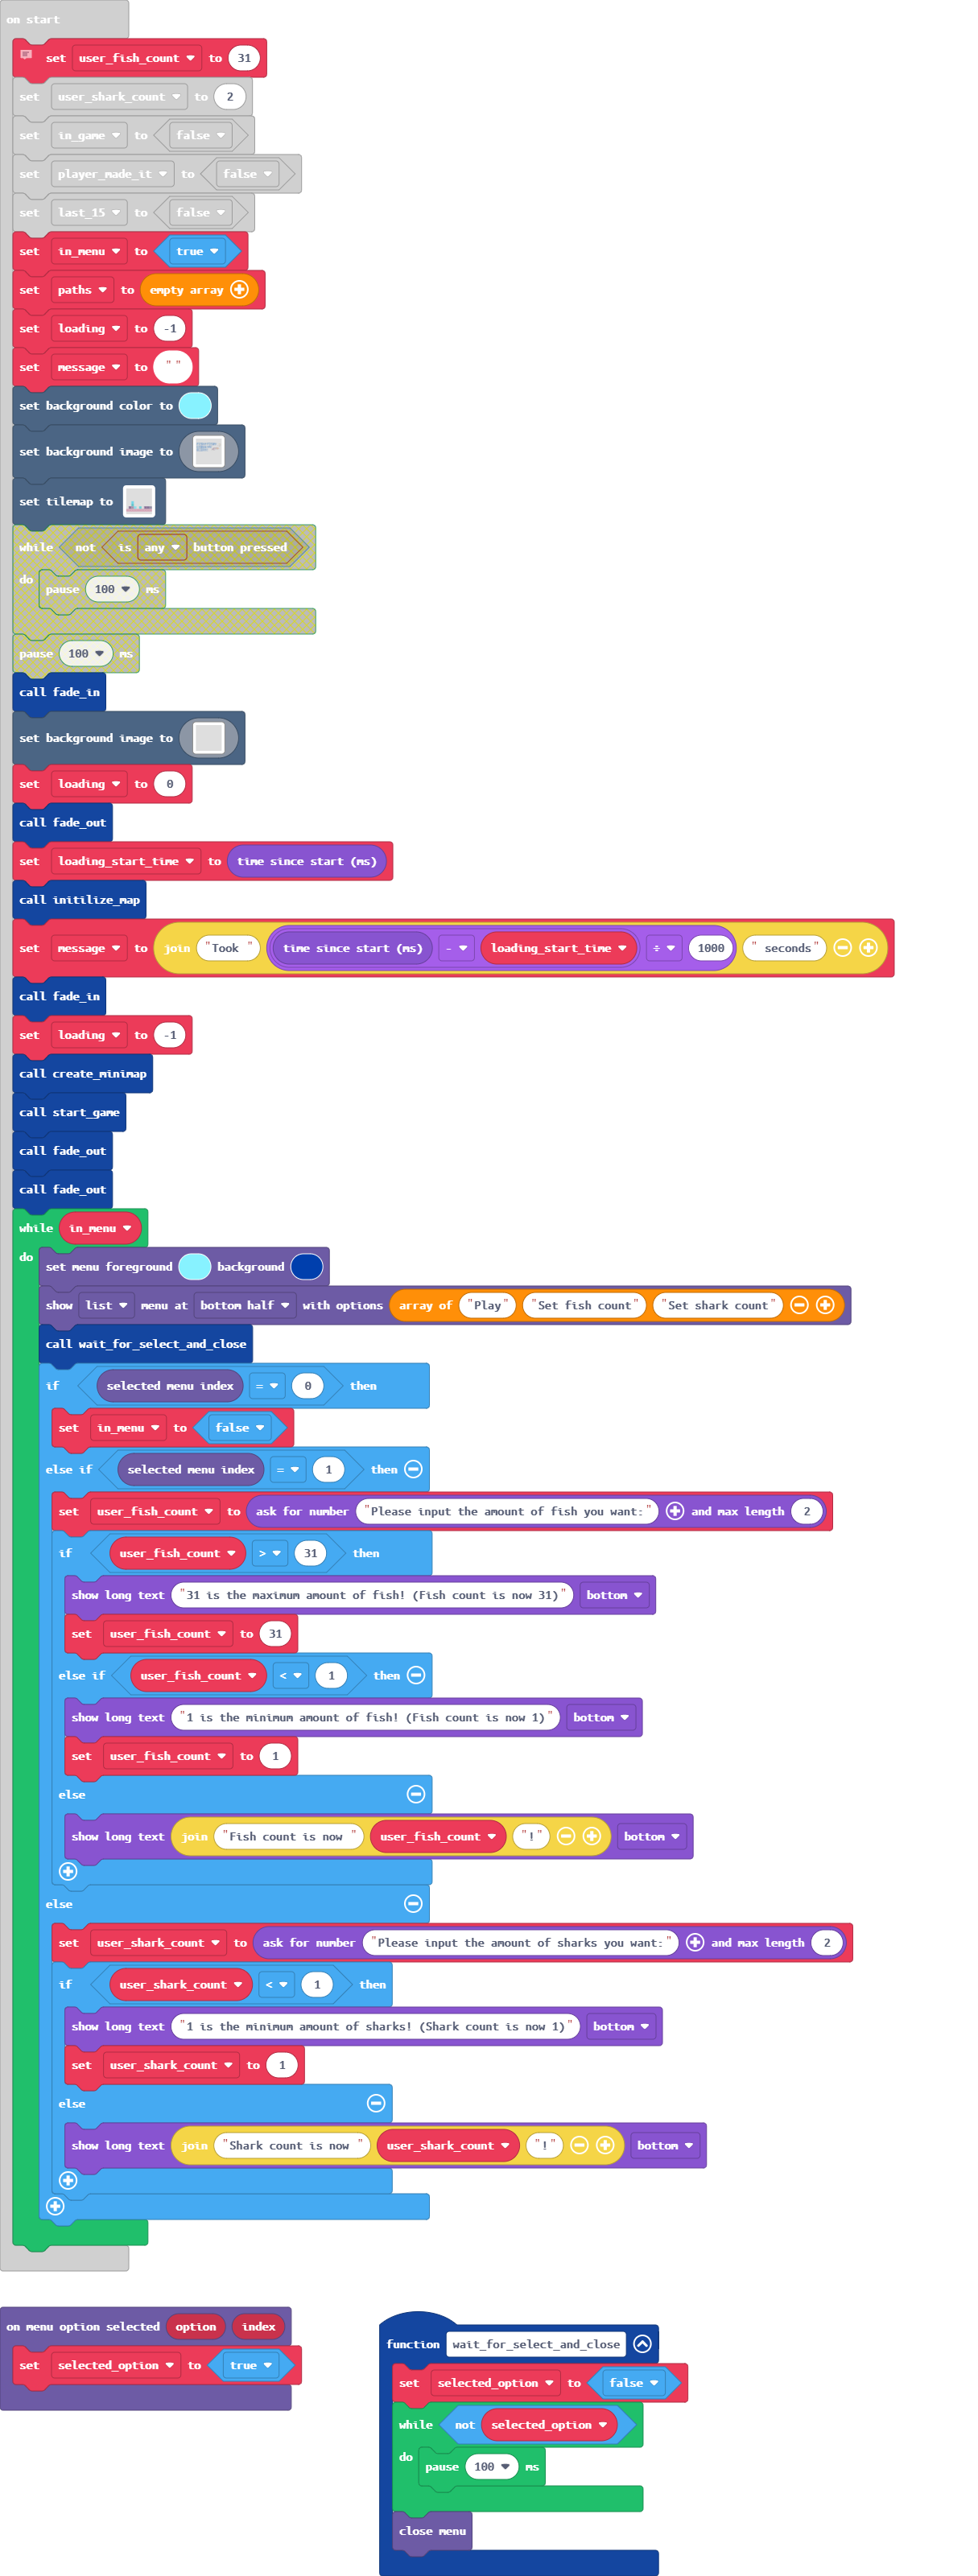 on start
set user_fish_count to 31
set user_shark_count to 2
set in_game to false
set player_made_it to false
set last_15 to false
set in_menu to true
set paths to empty array
set loading to -1
set message to " "
set background color to
set background image to
set tilemap to
while not is any button pressed
do
pause 100 ms
pause 100 ms
call fade_in
set background image to
set loading to 0
call fade_out
set loading_start_time to time since start (ms)
call initilize_map
set message to join "Took " time since start (ms) - loading_start_time ÷ 1000 " seconds"
call fade_in
set loading to -1
call create_minimap
call start_game
call fade_out
call fade_out
while in_menu
do
set menu foreground background
show list menu at bottom half with options array of "Play" "Set fish count" "Set shark count"
call wait_for_select_and_close
if selected menu index = 0 then
set in_menu to false
else if selected menu index = 1 then
set user_fish_count to ask for number "Please input the amount of fish you want:" and max length 2
if user_fish_count > 31 then
show long text "31 is the maximum amount of fish! (Fish count is now 31)" bottom
set user_fish_count to 31
else if user_fish_count < 1 then
show long text "1 is the minimum amount of fish! (Fish count is now 1)" bottom
set user_fish_count to 1
else
show long text join "Fish count is now " user_fish_count "!" bottom
else
set user_shark_count to ask for number "Please input the amount of sharks you want:" and max length 2
if user_shark_count < 1 then
show long text "1 is the minimum amount of sharks! (Shark count is now 1)" bottom
set user_shark_count to 1
else
show long text join "Shark count is now " user_shark_count "!" bottom
on menu option selected option index
set selected_option to true
function wait_for_select_and_close
set selected_option to false
while not selected_option
do
pause 100 ms
close menu